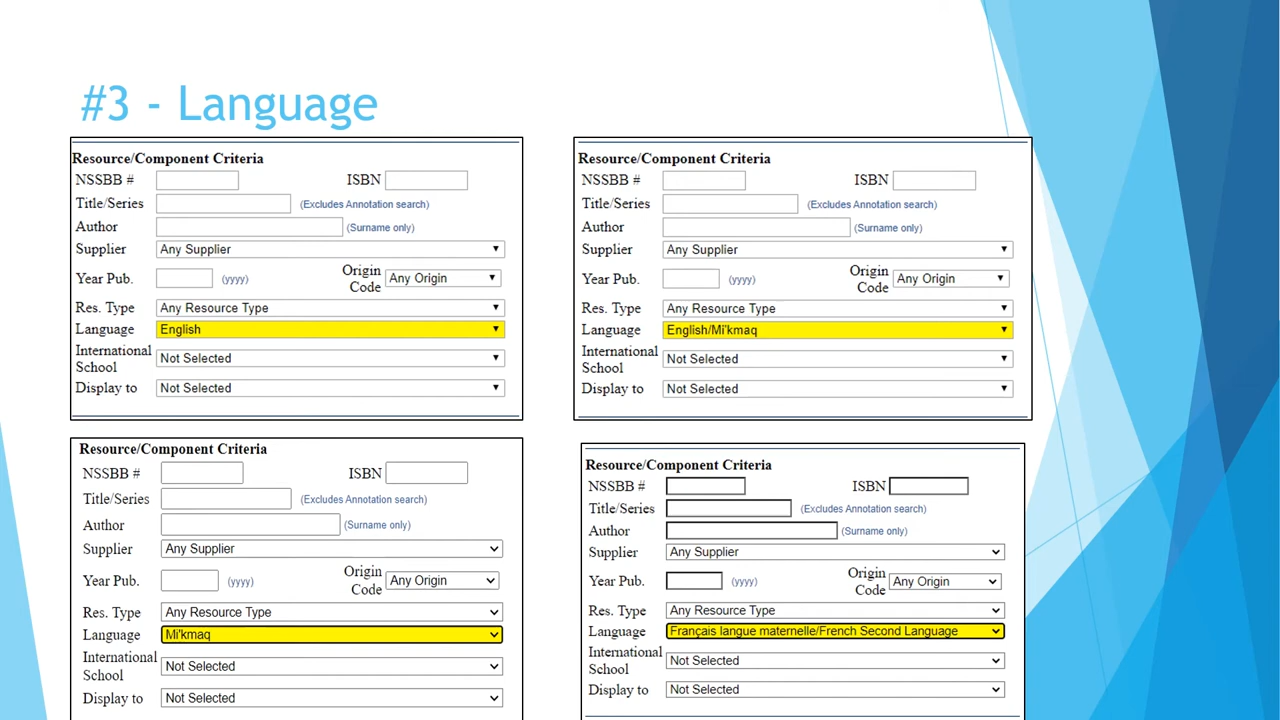 #3 - Language
Resource/Component Criteria
NSSBB # ISBN
Title/Series (Excludes Annotation search)
Author (Surname only)
Supplier Any Supplier
Year Pub. (yyyy) Origin Code Any Origin
Res. Type Any Resource Type
Language English
International School Not Selected
Display to Not Selected
Resource/Component Criteria
NSSBB # ISBN
Title/Series (Excludes Annotation search)
Author (Surname only)
Supplier Any Supplier
Year Pub. (yyyy) Origin Code Any Origin
Res. Type Any Resource Type
Language English/Mi'kmaq
International School Not Selected
Display to Not Selected
Resource/Component Criteria
NSSBB # ISBN
Title/Series (Excludes Annotation search)
Author (Surname only)
Supplier Any Supplier
Year Pub. (yyyy) Origin Code Any Origin
Res. Type Any Resource Type
Language Mi'kmaq
International School Not Selected
Display to Not Selected
Resource/Component Criteria
NSSBB # ISBN
Title/Series (Excludes Annotation search)
Author (Surname only)
Supplier Any Supplier
Year Pub. (yyyy) Origin Code Any Origin
Res. Type Any Resource Type
Language Français langue maternelle/French Second Language
International School Not Selected
Display to Not Selected